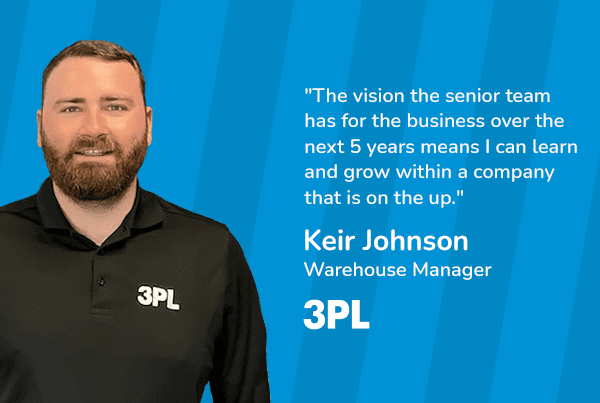 "The vision the senior team
has for the business over the
next 5 years means I can learn
and grow within a company
that is on the up."
Keir Johnson
Warehouse Manager
3PL
3PL